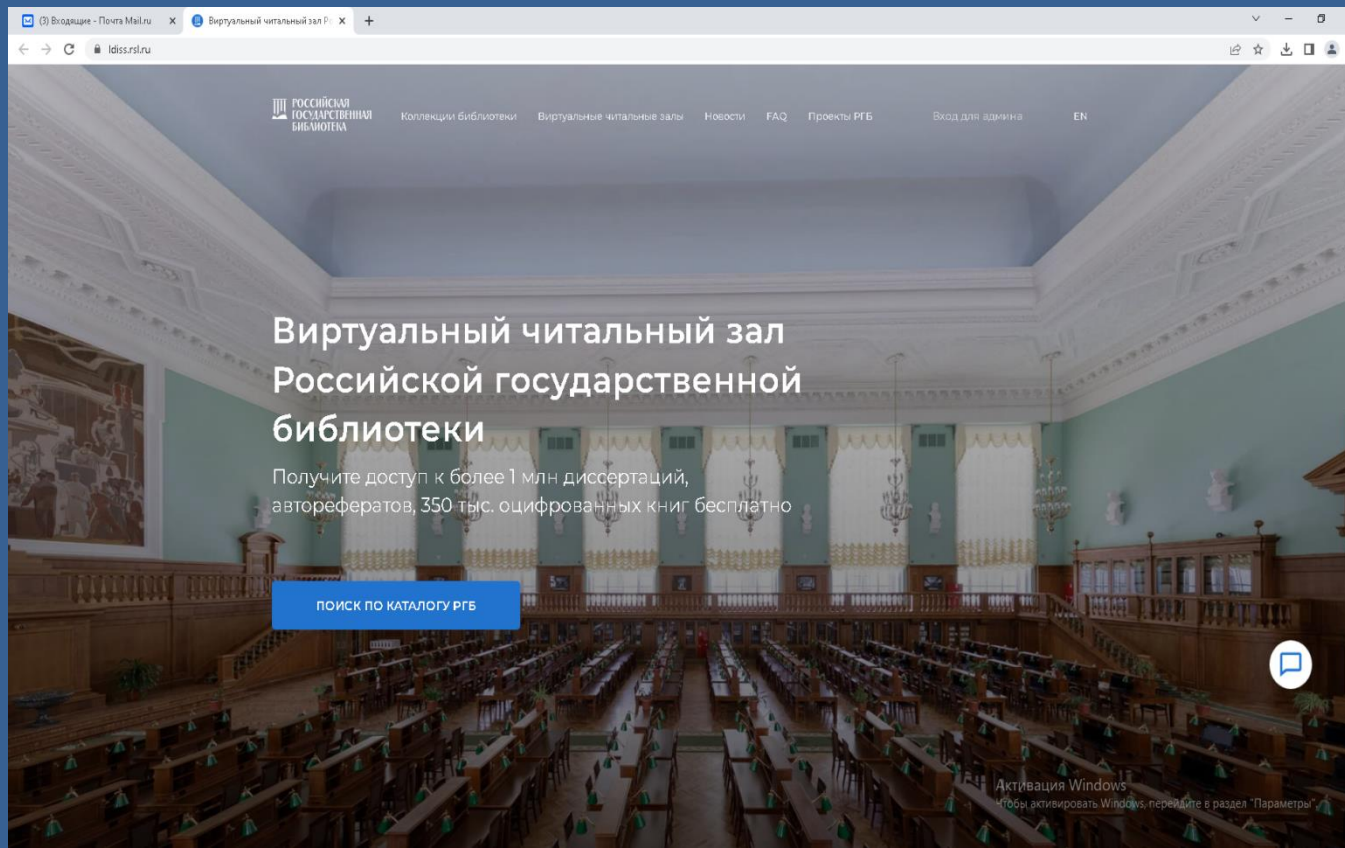 (3) Входящие - Почта Mail.ru
Виртуальный читальный зал Р
ldiss.rsl.ru
РОССИЙСКАЯ
ГОСУДАРСТВЕННАЯ
БИБЛИОТЕКА
Коллекции библиотеки Виртуальные читальные залы Новости FAQ Проекты РГБ Вход для админа EN
Виртуальный читальный зал
Российской государственной
библиотеки
Получите доступ к более 1 млн диссертаций,
авторефератов, 350 тыс. оцифрованных книг бесплатно
ПОИСК ПО КАТАЛОГУ РГБ
Активация Windows
Чтобы активировать Windows, перейдите в раздел "Параметры".